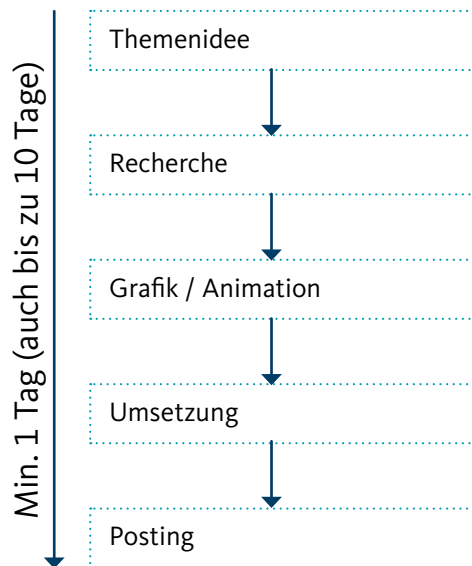 Min. 1 Tag (auch bis zu 10 Tage)
Themenidee
Recherche
Grafik / Animation
Umsetzung
Posting